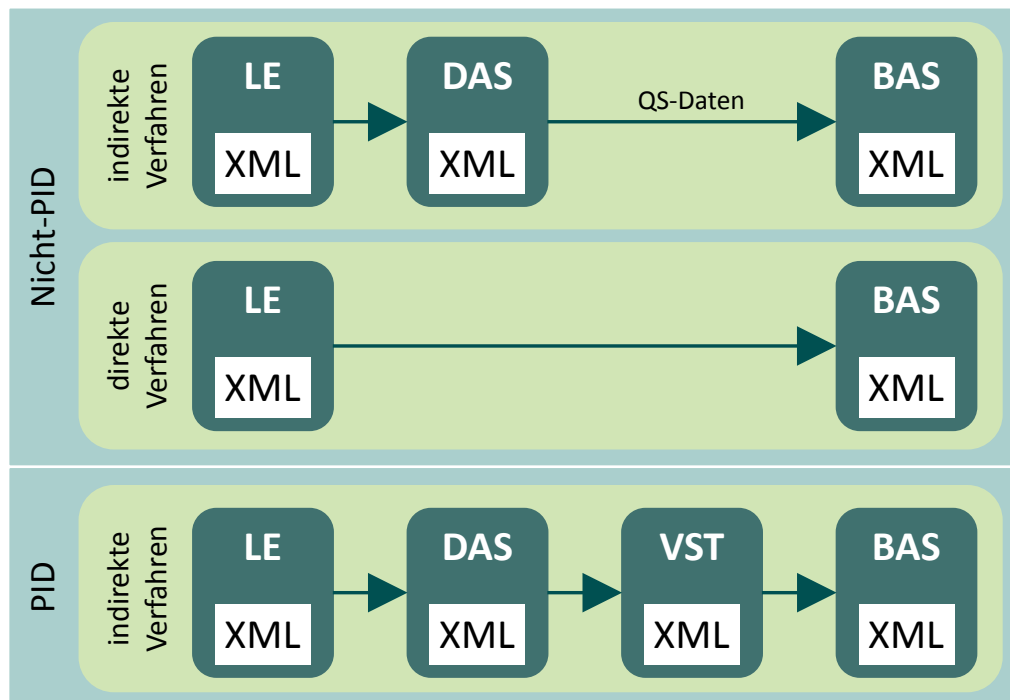 Nicht-PID
indirekte
Verfahren
LE
XML
DAS
XML
QS-Daten
BAS
XML
direkte
Verfahren
LE
XML
BAS
XML
PID
indirekte
Verfahren
LE
XML
DAS
XML
VST
XML
BAS
XML